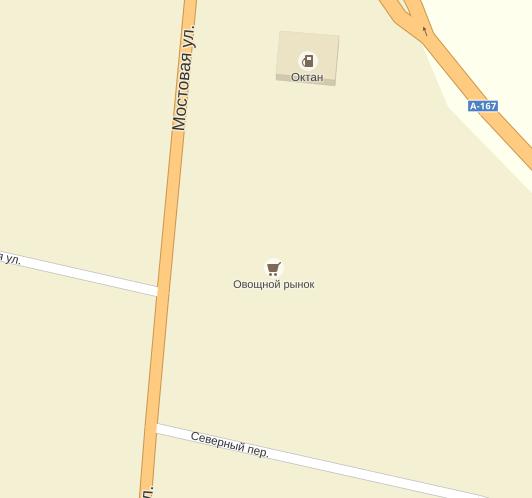 Мостовая ул.
Октан
А-167
ул.
Овощной рынок
Северный пер.